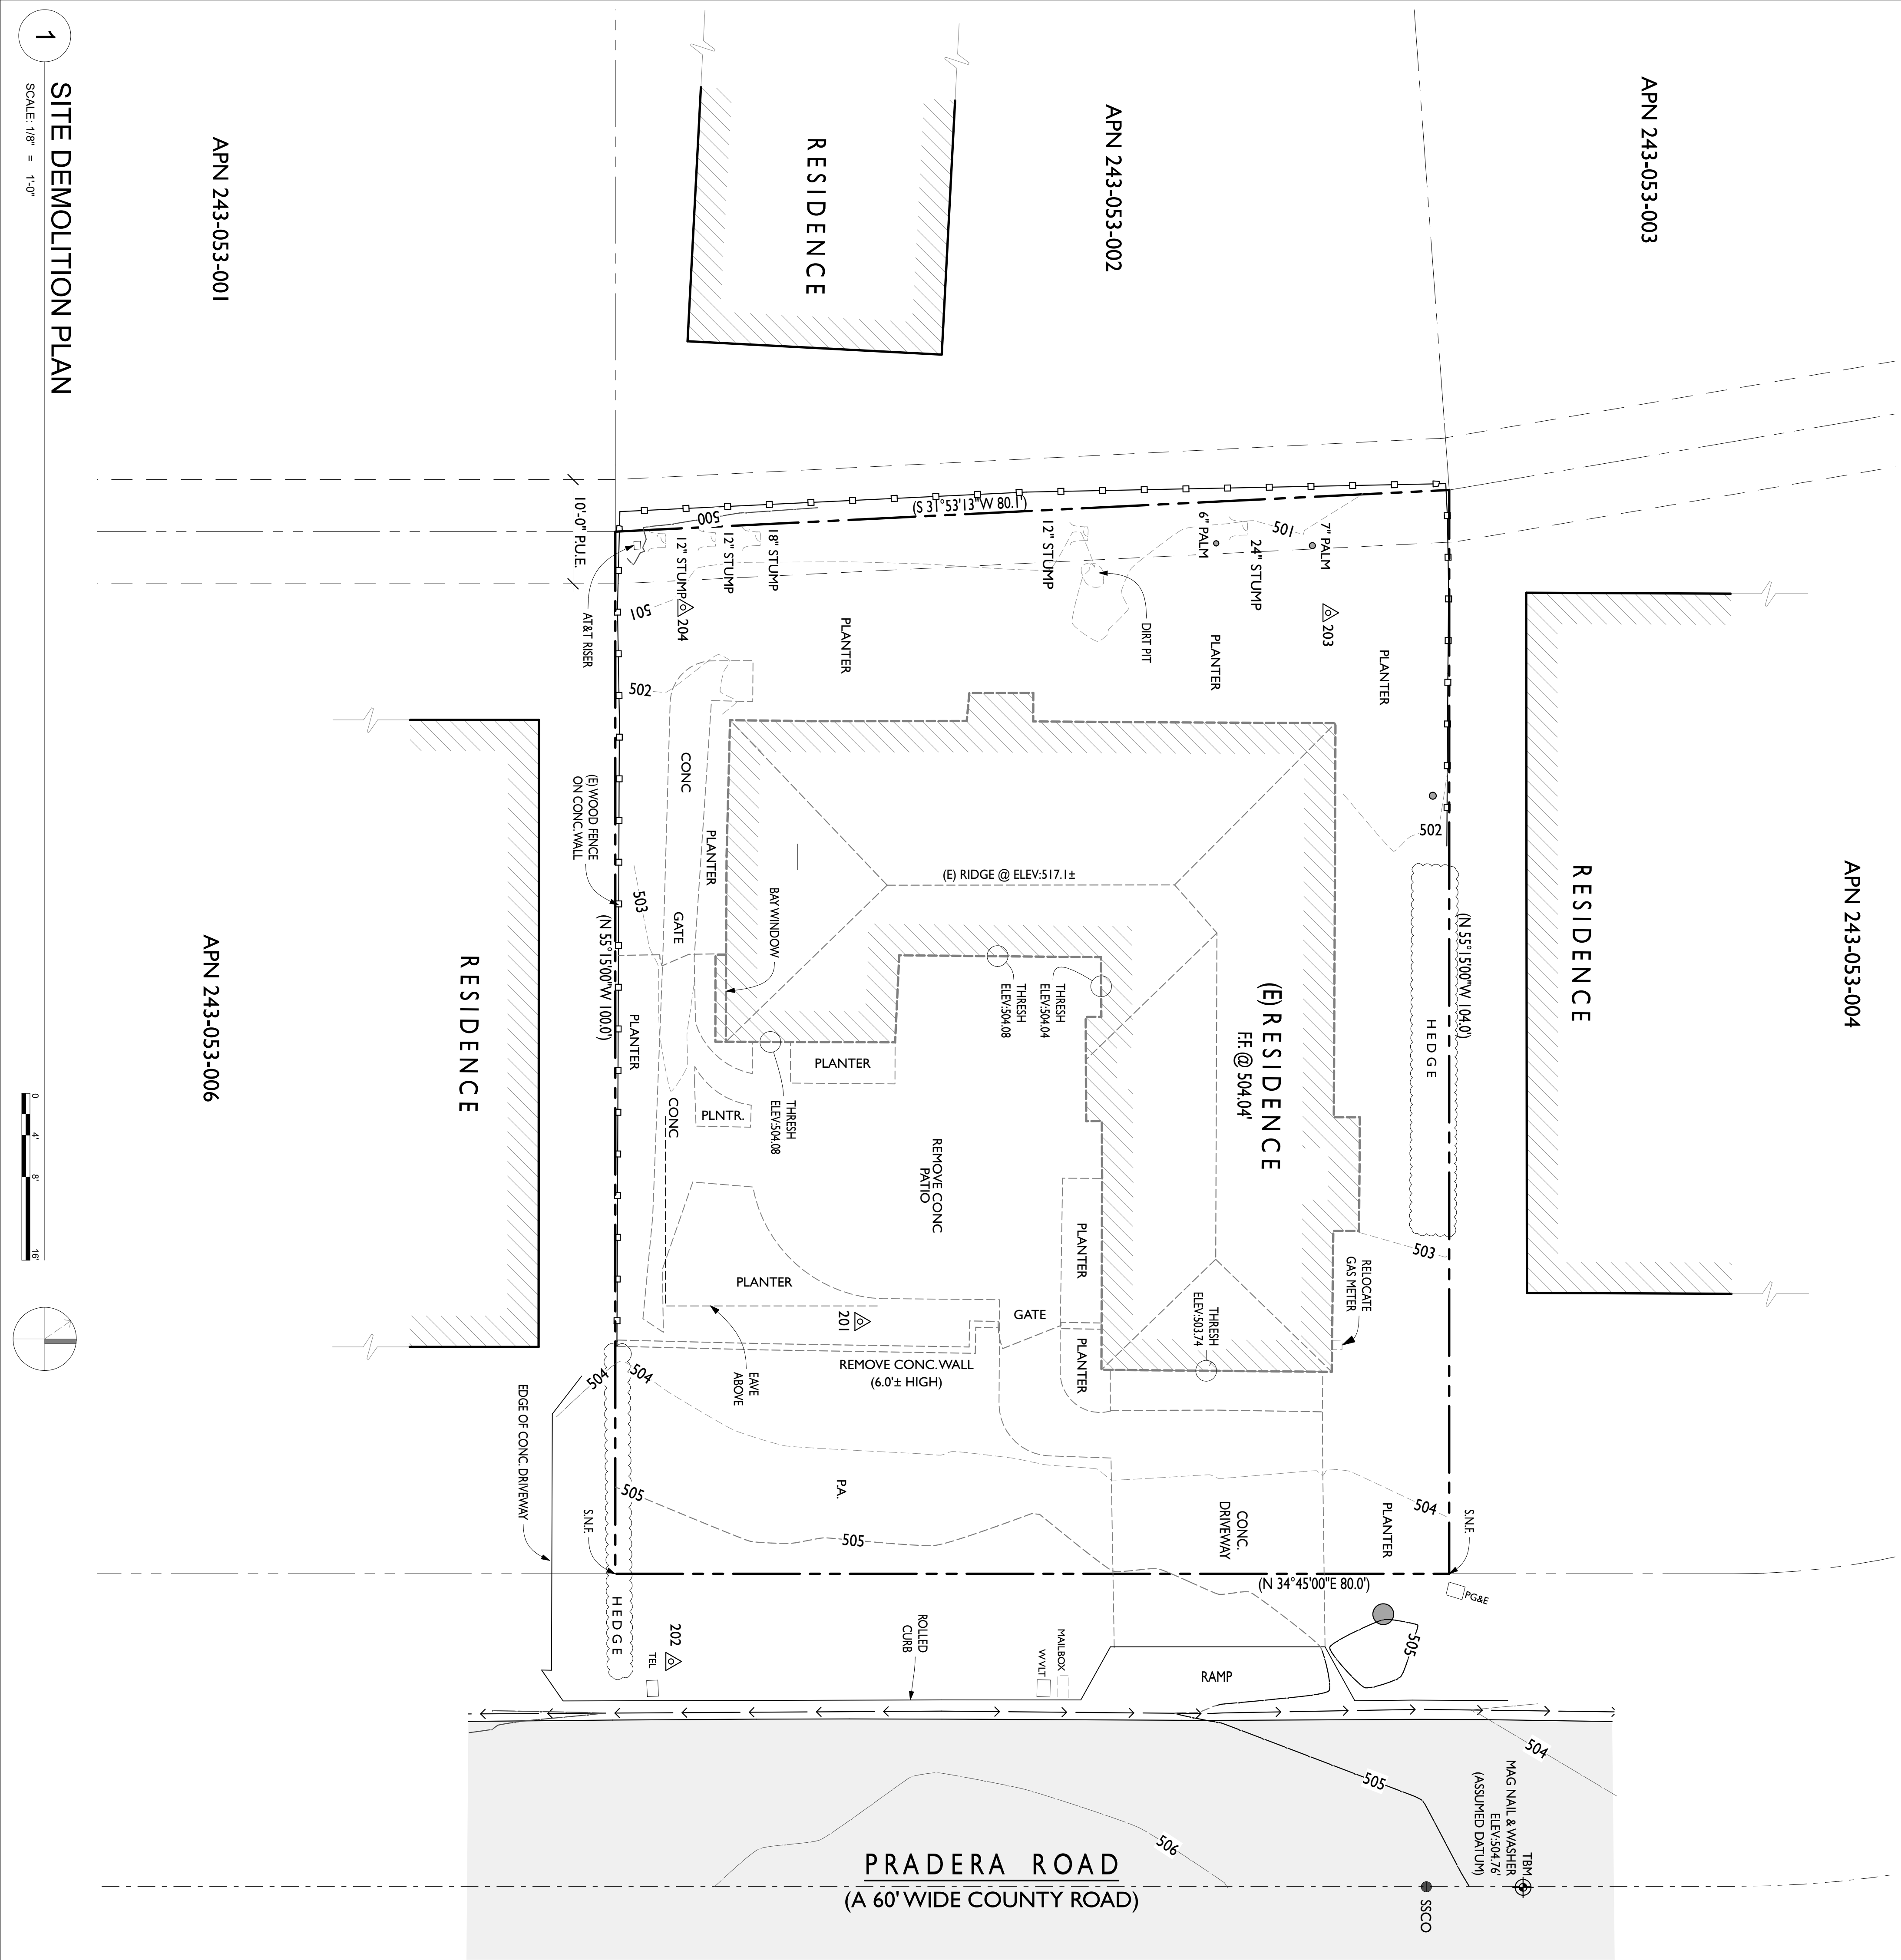 1
SITE DEMOLITION PLAN
SCALE: 1/8" = 1'-0"
APN 243-053-001
RESIDENCE
APN 243-053-002
APN 243-053-003
(S 31°53'13"W 80.1')
10'-0" P.U.E.
AT&T RISER
500
12" STUMP
12" STUMP
18" STUMP
12" STUMP
6" PALM
24" STUMP
501
7" PALM
501
204
203
DIRT PIT
PLANTER
PLANTER
PLANTER
502
CONC
PLANTER
(E) WOOD FENCE
ON CONC. WALL
502
(E) RIDGE @ ELEV:517.1±
503
GATE
BAY WINDOW
(N 55°15'00"W 100.0')
(N 55°15'00"W 104.0')
PLANTER
THRESH
ELEV:504.08
THRESH
ELEV:504.04
(E) RESIDENCE
F.F. @ 504.04'
HEDGE
RESIDENCE
APN 243-053-004
APN 243-053-006
RESIDENCE
PLANTER
CONC
PLNTR.
THRESH
ELEV:504.08
REMOVE CONC
PATIO
PLANTER
503
RELOCATE
GAS METER
PLANTER
201
GATE
THRESH
ELEV:503.74
PLANTER
REMOVE CONC. WALL
(6.0'± HIGH)
EAVE
ABOVE
504
504
EDGE OF CONC. DRIVEWAY
505
P.A.
505
CONC.
DRIVEWAY
PLANTER
504
S.N.F.
S.N.F.
(N 34°45'00"E 80.0')
PG&E
HEDGE
202
TEL
ROLLED
CURB
W VLT
MAILBOX
RAMP
505
504
505
506
TBM
MAG NAIL & WASHER
ELEV:504.76'
(ASSUMED DATUM)
SSCO
PRADERA ROAD
(A 60' WIDE COUNTY ROAD)
0 4' 8' 16'